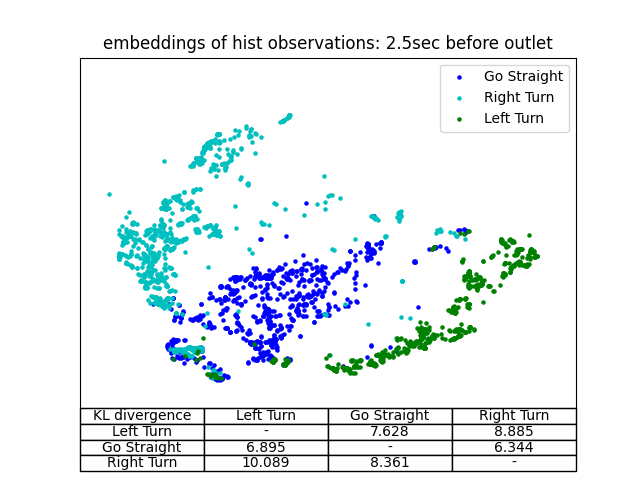 embeddings of hist observations: 2.5sec before outlet
Go Straight
Right Turn
Left Turn
KL divergence Left Turn Go Straight Right Turn
Left Turn - 7.628 8.885
Go Straight 6.895 - 6.344
Right Turn 10.089 8.361 -